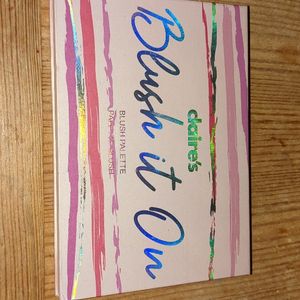 claire's
Blush it On
BLUSH PALETTE